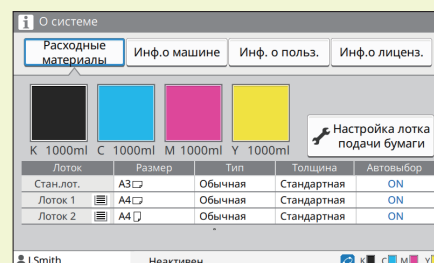 О системе
Расходные материалы
Инф.о машине
Инф. о польз.
Инф.о лиценз.
K 1000ml C 1000ml M 1000ml Y 1000ml
Настройка лотка подачи бумаги
Лоток Размер Тип Толщина Автовыбор
Стан.лот. A3 Обычная Стандартная ON
Лоток 1 A4 Обычная Стандартная ON
Лоток 2 A4 Обычная Стандартная ON
J.Smith Неактивен K C M Y